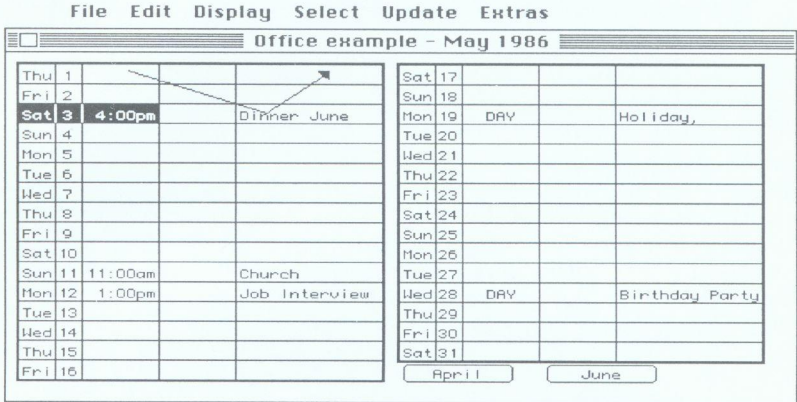 File Edit Display Select Update Extras
Office example - May 1986
Thu 1
Fri 2
Sat 3 4:00pm Dinner June
Sun 4
Mon 5
Tue 6
Wed 7
Thu 8
Fri 9
Sat 10
Sun 11 11:00am Church
Mon 12 1:00pm Job Interview
Tue 13
Wed 14
Thu 15
Fri 16
Sat 17
Sun 18
Mon 19 DAY Holiday,
Tue 20
Wed 21
Thu 22
Fri 23
Sat 24
Sun 25
Mon 26
Tue 27
Wed 28 DAY Birthday Party
Thu 29
Fri 30
Sat 31
April June